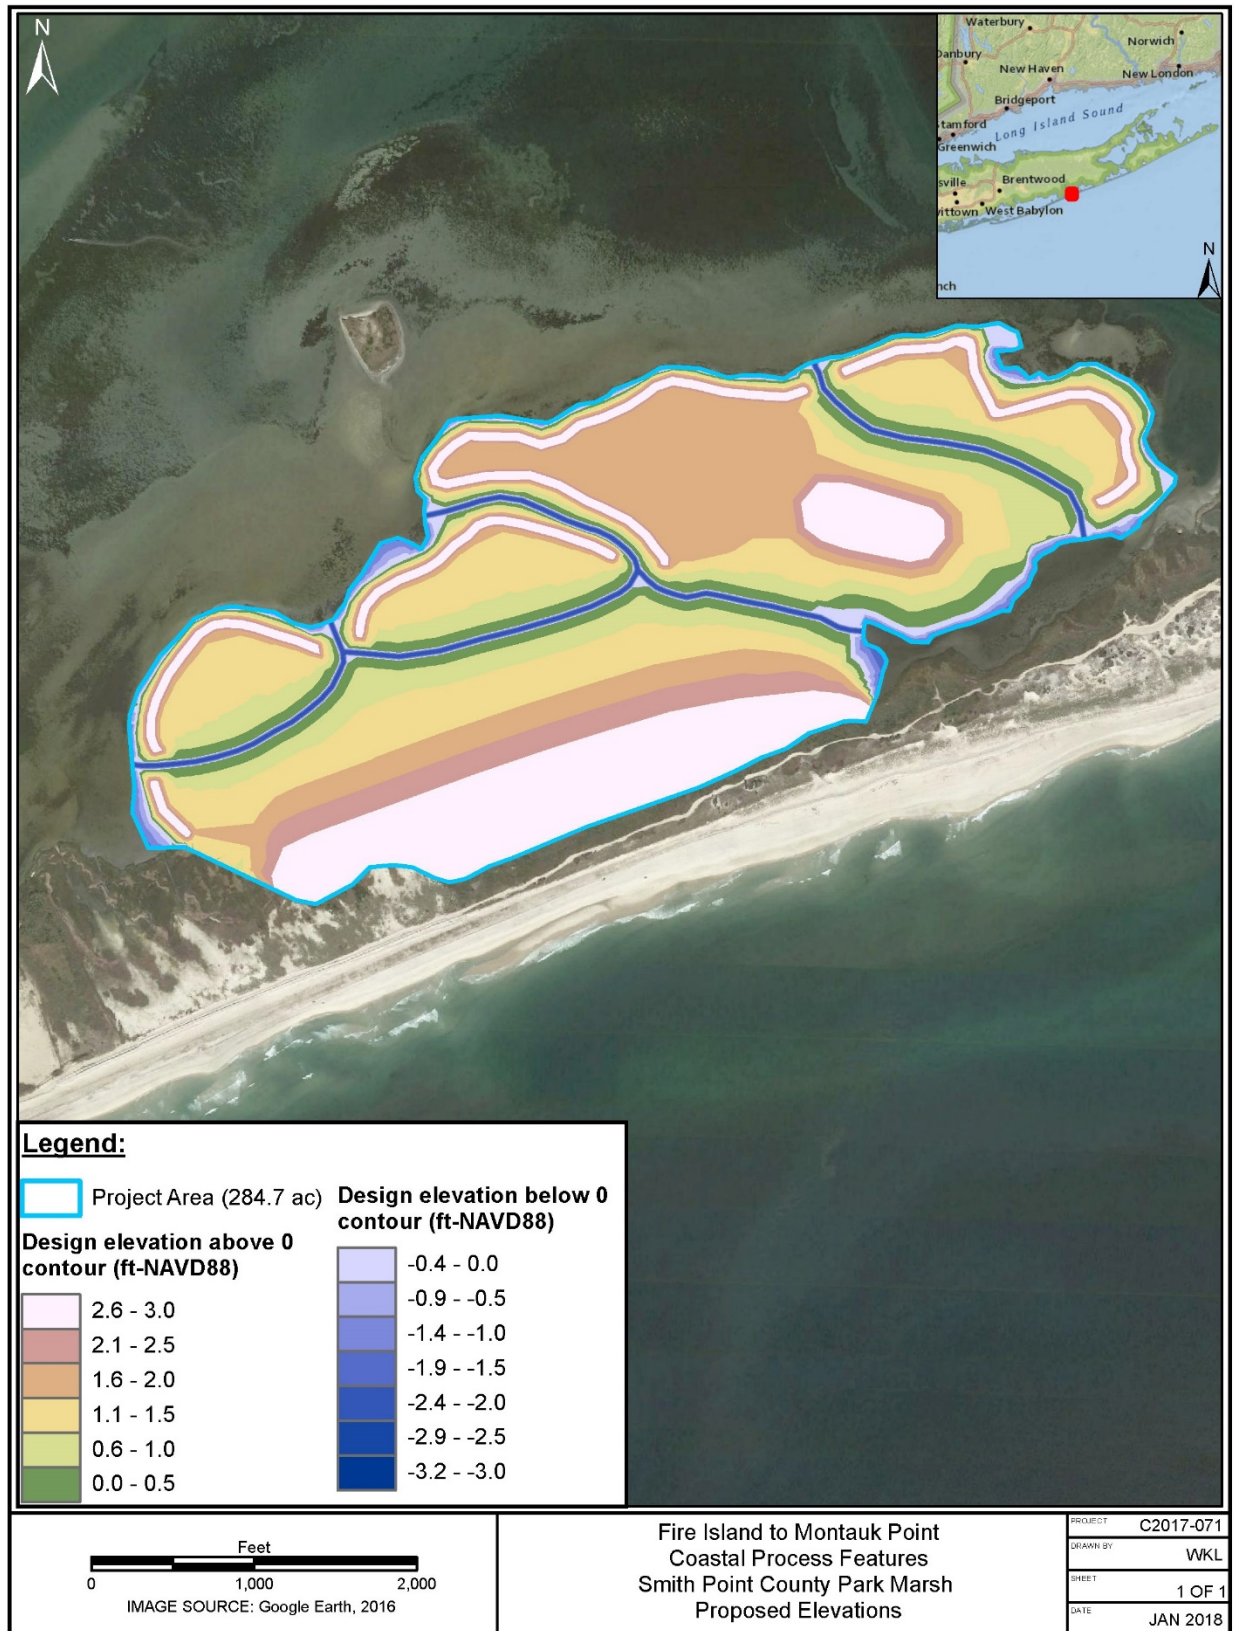 N
Waterbury
Danbury
Norwich
New Haven
New London
Bridgeport
Stamford
Long Island Sound
Greenwich
sville
Brentwood
vittown
West Babylon
N
nch
Legend:
Project Area (284.7 ac)
Design elevation above 0
contour (ft-NAVD88)
2.6 - 3.0
2.1 - 2.5
1.6 - 2.0
1.1 - 1.5
0.6 - 1.0
0.0 - 0.5
Design elevation below 0
contour (ft-NAVD88)
-0.4 - 0.0
-0.9 - -0.5
-1.4 - -1.0
-1.9 - -1.5
-2.4 - -2.0
-2.9 - -2.5
-3.2 - -3.0
Feet
0 1,000 2,000
IMAGE SOURCE: Google Earth, 2016
Fire Island to Montauk Point
Coastal Process Features
Smith Point County Park Marsh
Proposed Elevations
PROJECT C2017-071
DRAWN BY WKL
SHEET 1 OF 1
DATE JAN 2018